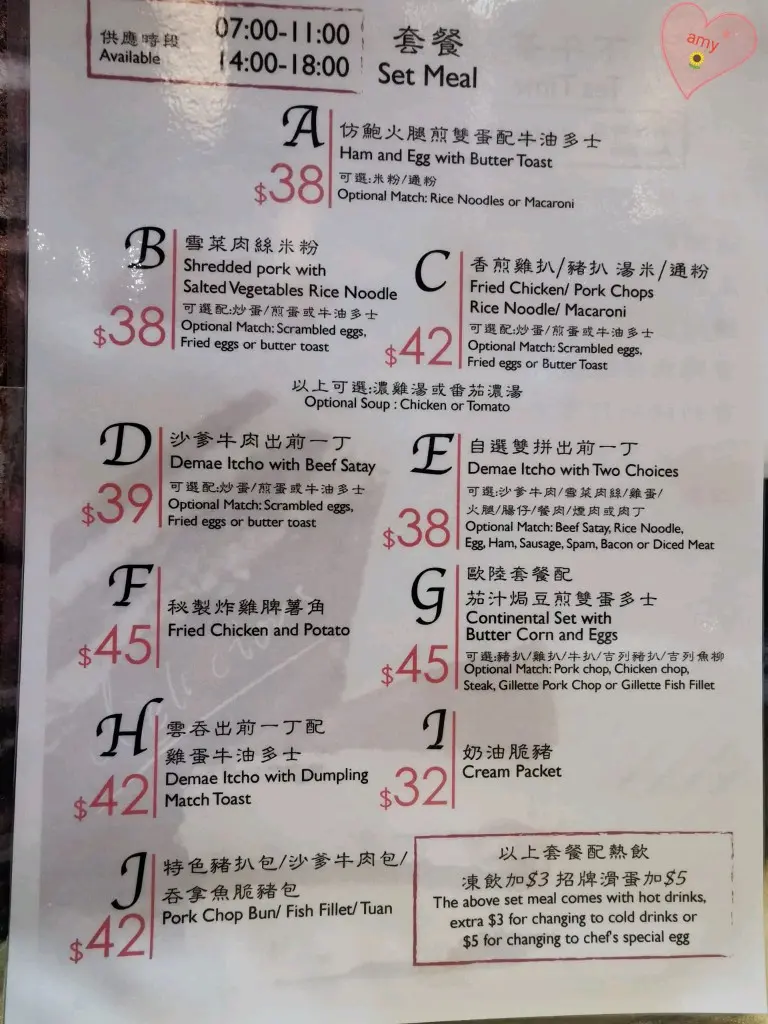 供應時段
Available
07:00-11:00
14:00-18:00
套餐
Set Meal
amy
A
$38
仿鮑火腿煎雙蛋配牛油多士
Ham and Egg with Butter Toast
可選:米粉/通粉
Optional Match: Rice Noodles or Macaroni
B
$38
雪菜肉絲米粉
Shredded pork with
Salted Vegetables Rice Noodle
可選配:炒蛋/煎蛋或牛油多士
Optional Match: Scrambled eggs,
Fried eggs or butter toast
C
$42
香煎雞扒/豬扒 湯米/通粉
Fried Chicken/ Pork Chops
Rice Noodle/ Macaroni
可選配:炒蛋/煎蛋或牛油多士
Optional Match: Scrambled eggs,
Fried eggs or Butter Toast
以上可選:濃雞湯或番茄濃湯
Optional Soup : Chicken or Tomato
D
$39
沙爹牛肉出前一丁
Demae Itcho with Beef Satay
可選配:炒蛋/煎蛋或牛油多士
Optional Match: Scrambled eggs,
Fried eggs or butter toast
E
$38
自選雙拼出前一丁
Demae Itcho with Two Choices
可選:沙爹牛肉/雪菜肉絲/雞蛋/
火腿/腸仔/餐肉/煙肉或肉丁
Optional Match: Beef Satay, Rice Noodle,
Egg, Ham, Sausage, Spam, Bacon or Diced Meat
F
$45
秘製炸雞脾薯角
Fried Chicken and Potato
G
$45
歐陸套餐配
茄汁焗豆煎雙蛋多士
Continental Set with
Butter Corn and Eggs
可選:豬扒/雞扒/牛扒/吉列豬扒/吉列魚柳
Optional Match: Pork chop, Chicken chop,
Steak, Gillette Pork Chop or Gillette Fish Fillet
H
$42
雲吞出前一丁配
雞蛋牛油多士
Demae Itcho with Dumpling
Match Toast
I
$32
奶油脆豬
Cream Packet
J
$42
特色豬扒包/沙爹牛肉包/
吞拿魚脆豬包
Pork Chop Bun/ Fish Fillet/ Tuan
以上套餐配熱飲
凍飲加$3 招牌滑蛋加$5
The above set meal comes with hot drinks,
extra $3 for changing to cold drinks or
$5 for changing to chef's special egg